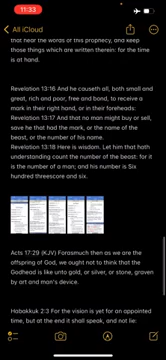 11:33
All iCloud
that hear the words of this prophecy, and keep
those things which are written therein: for the time
is at hand.
Revelation 13:16 And he causeth all, both small and
great, rich and poor, free and bond, to receive a
mark in their right hand, or in their foreheads:
Revelation 13:17 And that no man might buy or sell,
save he that had the mark, or the name of the
beast, or the number of his name.
Revelation 13:18 Here is wisdom. Let him that hath
understanding count the number of the beast: for it
is the number of a man; and his number is Six
hundred threescore and six.
Acts 17:29 (KJV) Forasmuch then as we are the
offspring of God, we ought not to think that the
Godhead is like unto gold, or silver, or stone, graven
by art and man's device.
Habakkuk 2:3 For the vision is yet for an appointed
time, but at the end it shall speak, and not lie: